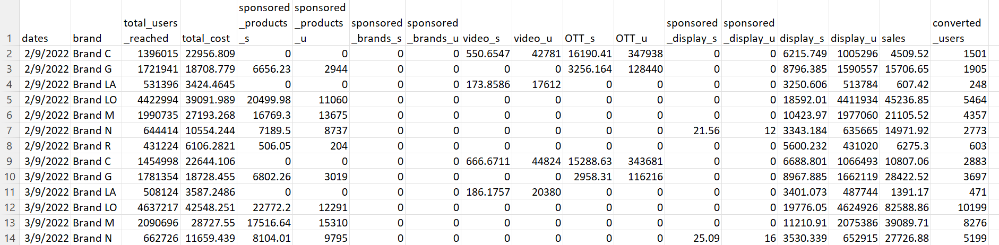 1 dates brand total_users_reached total_cost sponsored_products_s sponsored_products_u sponsored_brands_s sponsored_brands_u video_s video_u OTT_s OTT_u sponsored_display_s sponsored_display_u display_s display_u sales converted_users
2 2/9/2022 Brand C 1396015 22956.809 0 0 0 0 550.6547 42781 16190.41 347938 0 0 6215.749 1005296 4509.52 1501
3 2/9/2022 Brand G 1721941 18708.779 6656.23 2944 0 0 0 0 3256.164 128440 0 0 8796.385 1590557 15706.65 1905
4 2/9/2022 Brand LA 531396 3424.4645 0 0 0 0 173.8586 17612 0 0 0 0 3250.606 513784 607.42 248
5 2/9/2022 Brand LO 4422994 39091.989 20499.98 11060 0 0 0 0 0 0 0 0 18592.01 4411934 45236.85 5464
6 2/9/2022 Brand M 1990735 27193.268 16769.3 13675 0 0 0 0 0 0 0 0 10423.97 1977060 21105.52 4357
7 2/9/2022 Brand N 644414 10554.244 7189.5 8737 0 0 0 0 0 0 21.56 12 3343.184 635665 14971.92 2773
8 2/9/2022 Brand R 431224 6106.2821 506.05 204 0 0 0 0 0 0 0 0 5600.232 431020 6275.3 603
9 3/9/2022 Brand C 1454998 22644.106 0 0 0 0 666.6711 44824 15288.63 343681 0 0 6688.801 1066493 10807.06 2883
10 3/9/2022 Brand G 1781354 18728.455 6802.26 3019 0 0 0 0 2958.31 116216 0 0 8967.885 1662119 28422.52 3697
11 3/9/2022 Brand LA 508124 3587.2486 0 0 0 0 186.1757 20380 0 0 0 0 3401.073 487744 1391.17 471
12 3/9/2022 Brand LO 4637217 42548.251 22772.2 12291 0 0 0 0 0 0 0 0 19776.05 4624926 82588.86 10199
13 3/9/2022 Brand M 2090696 28727.55 17516.64 15310 0 0 0 0 0 0 0 0 11210.91 2075386 39089.71 8276
14 3/9/2022 Brand N 662726 11659.439 8104.01 9795 0 0 0 0 0 0 25.09 16 3530.339 652915 27726.88 5199